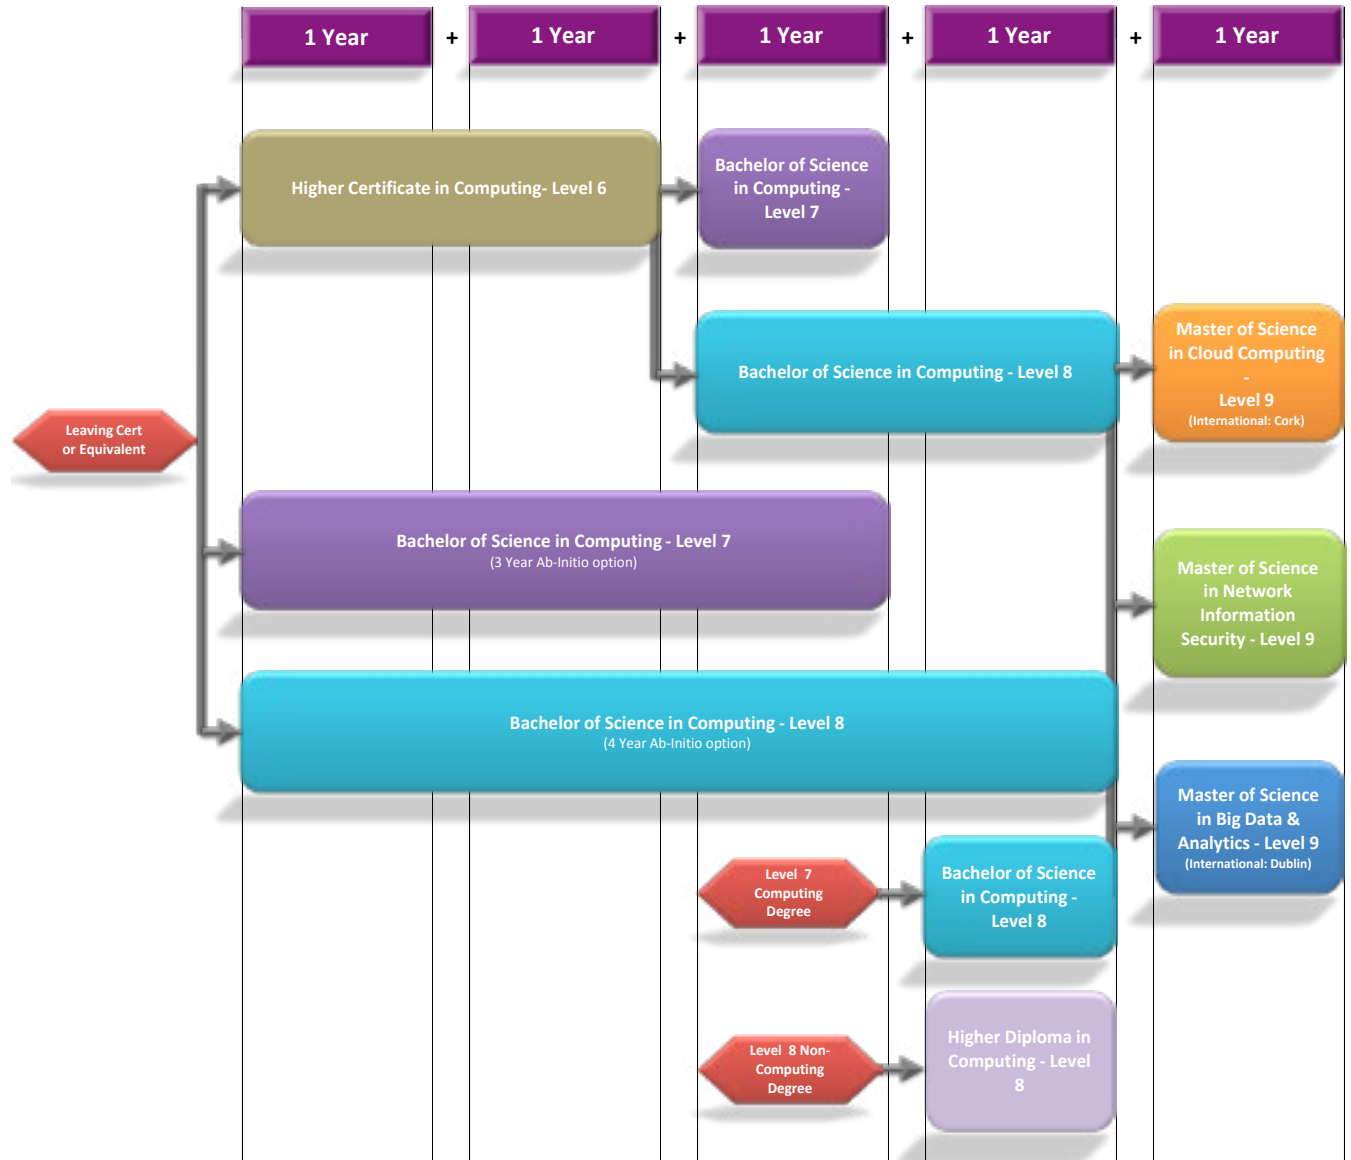 1 Year + 1 Year + 1 Year + 1 Year + 1 Year
Higher Certificate in Computing- Level 6
Bachelor of Science
in Computing -
Level 7
Bachelor of Science in Computing - Level 8
Master of Science
in Cloud Computing
-
Level 9
(International: Cork)
Leaving Cert
or Equivalent
Bachelor of Science in Computing - Level 7
(3 Year Ab-Initio option)
Master of Science
in Network
Information
Security - Level 9
Bachelor of Science in Computing - Level 8
(4 Year Ab-Initio option)
Master of Science
in Big Data &
Analytics - Level 9
(International: Dublin)
Level 7
Computing
Degree
Bachelor of Science
in Computing -
Level 8
Level 8 Non-
Computing
Degree
Higher Diploma in
Computing - Level
8